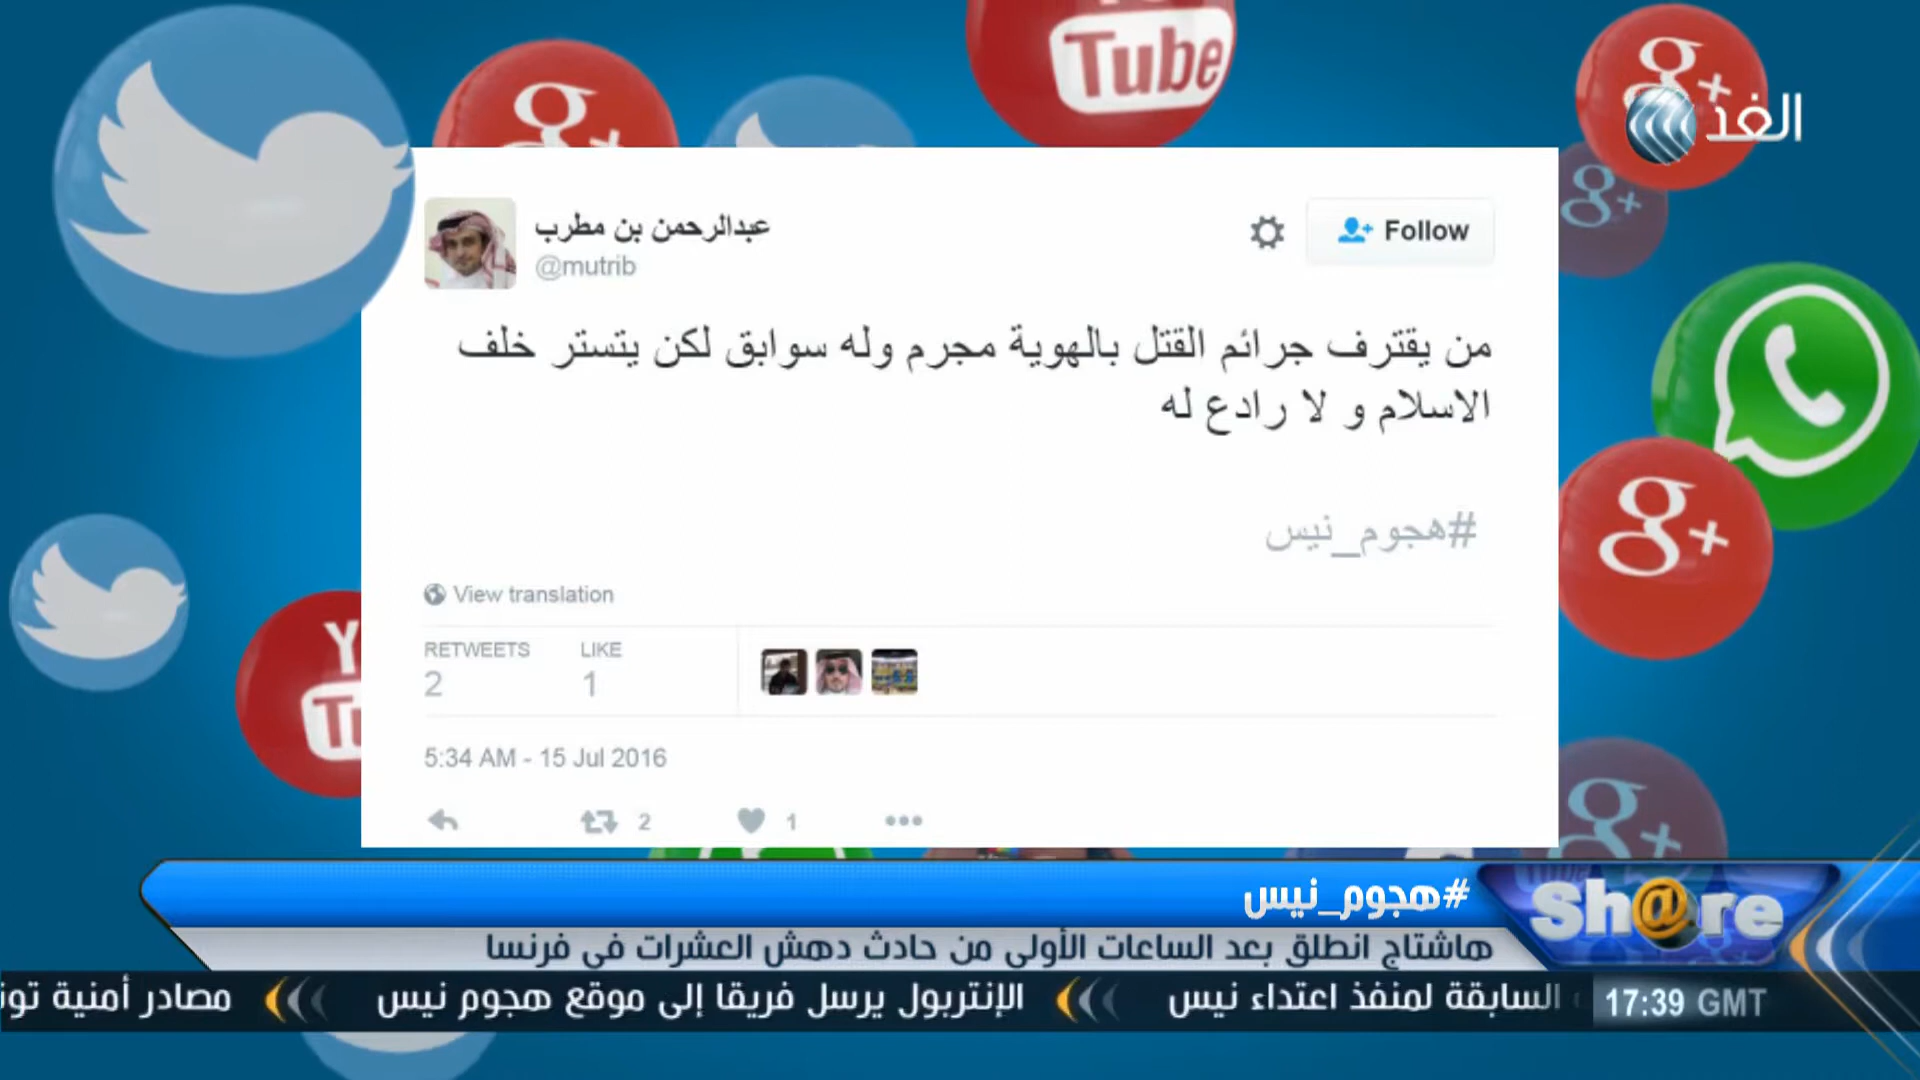 Tube
g+
g+
الغد
g+
عبدالرحمن بن مطرب
@mutrib
Follow
من يقترف جرائم القتل بالهوية مجرم وله سوابق لكن يتستر خلف
الاسلام و لا رادع له
#هجوم_نيس
g+
View translation
RETWEETS
2
LIKE
1
5:34 AM - 15 Jul 2016
2
1
g+
#هجوم_نيس
Sh@re
هاشتاج انطلق بعد الساعات الأولى من حادث دهش العشرات في فرنسا
السابقة لمنفذ اعتداء نيس
الإنتربول يرسل فريقا إلى موقع هجوم نيس
مصادر أمنية
17:39 GMT